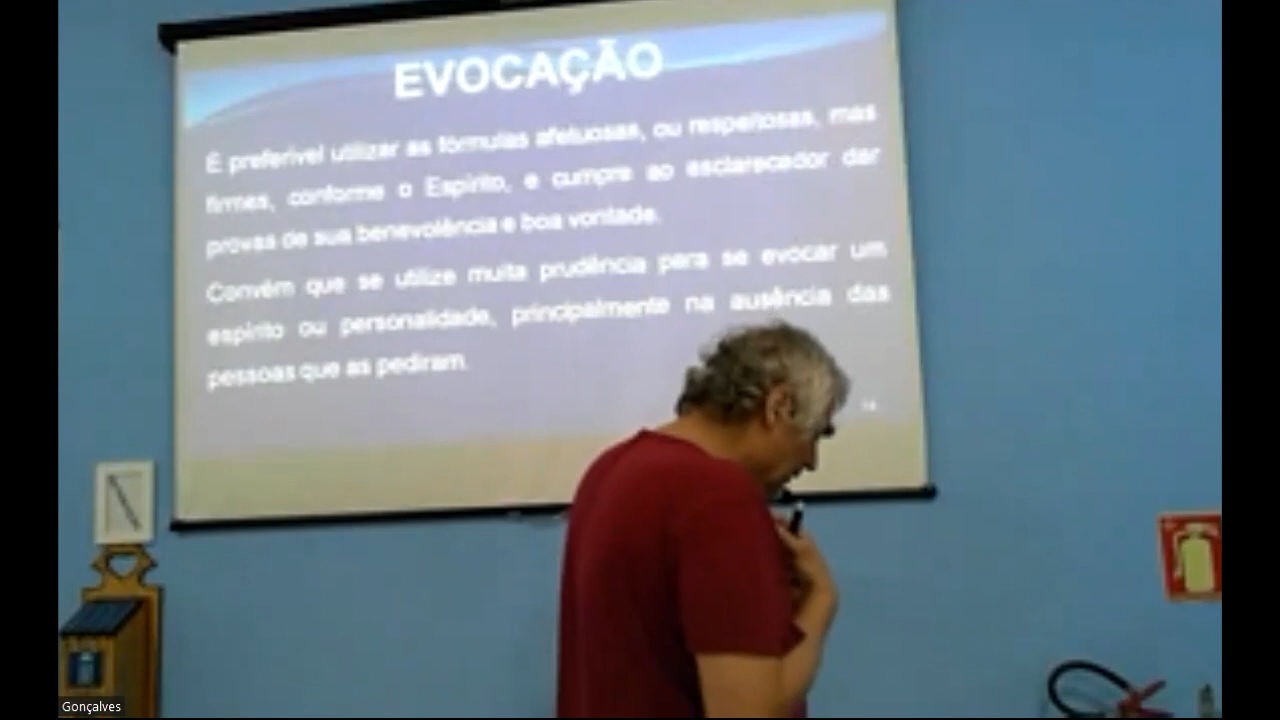 EVOCAÇÃO
É preferível utilizar as fórmulas afetuosas, ou respeitosas, mas
firmes, conforme o Espírito, e cumpre ao esclarecedor dar
provas de sua benevolência e boa vontade.
Convém que se utilize muita prudência para se evocar um
espírito ou personalidade, principalmente na ausência das
pessoas que as pediram.
14
Gonçalves